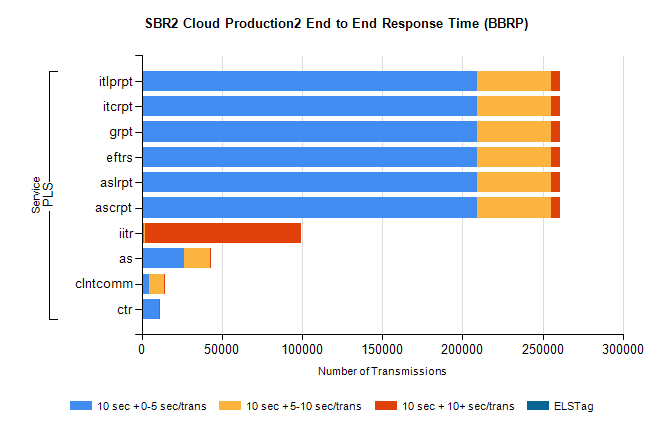 SBR2 Cloud Production2 End to End Response Time (BBRP)
Service
PLS
itlprpt
itcrpt
grpt
eftrs
aslrpt
ascrpt
iitr
as
clntcomm
ctr
0 50000 100000 150000 200000 250000 300000
Number of Transmissions
10 sec +0-5 sec/trans 10 sec +5-10 sec/trans 10 sec + 10+ sec/trans ELSTag